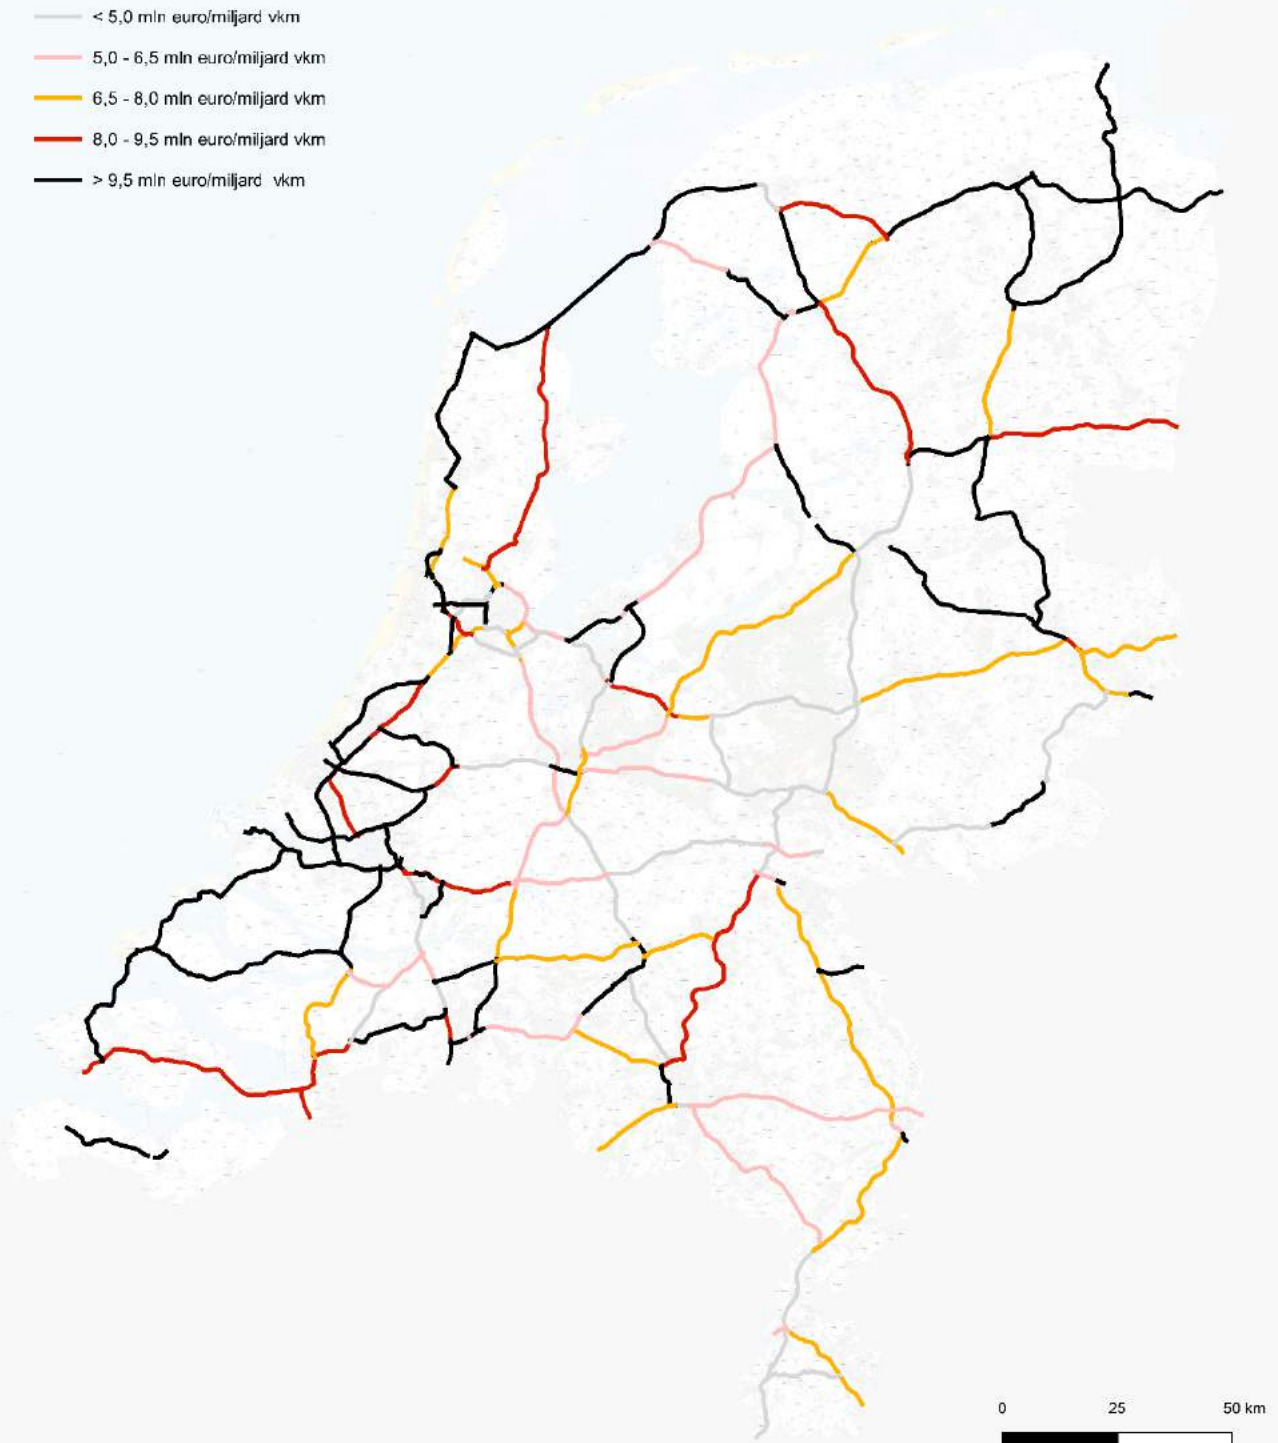 < 5,0 mln euro/miljard vkm
5,0 - 6,5 mln euro/miljard vkm
6,5 - 8,0 mln euro/miljard vkm
8,0 - 9,5 mln euro/miljard vkm
> 9,5 mln euro/miljard vkm
0 25 50 km